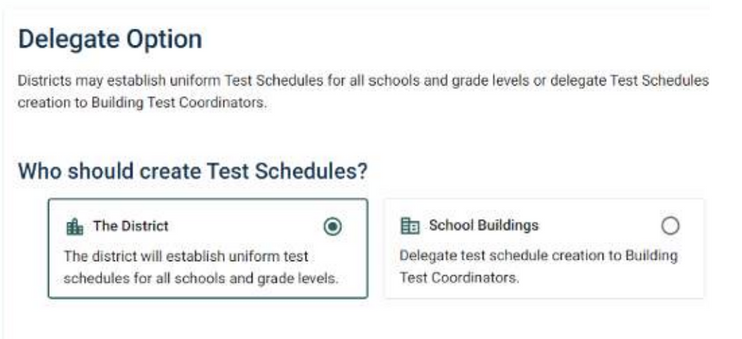 Delegate Option
Districts may establish uniform Test Schedules for all schools and grade levels or delegate Test Schedules
creation to Building Test Coordinators.
Who should create Test Schedules?
The District
The district will establish uniform test
schedules for all schools and grade levels.
School Buildings
Delegate test schedule creation to Building
Test Coordinators.